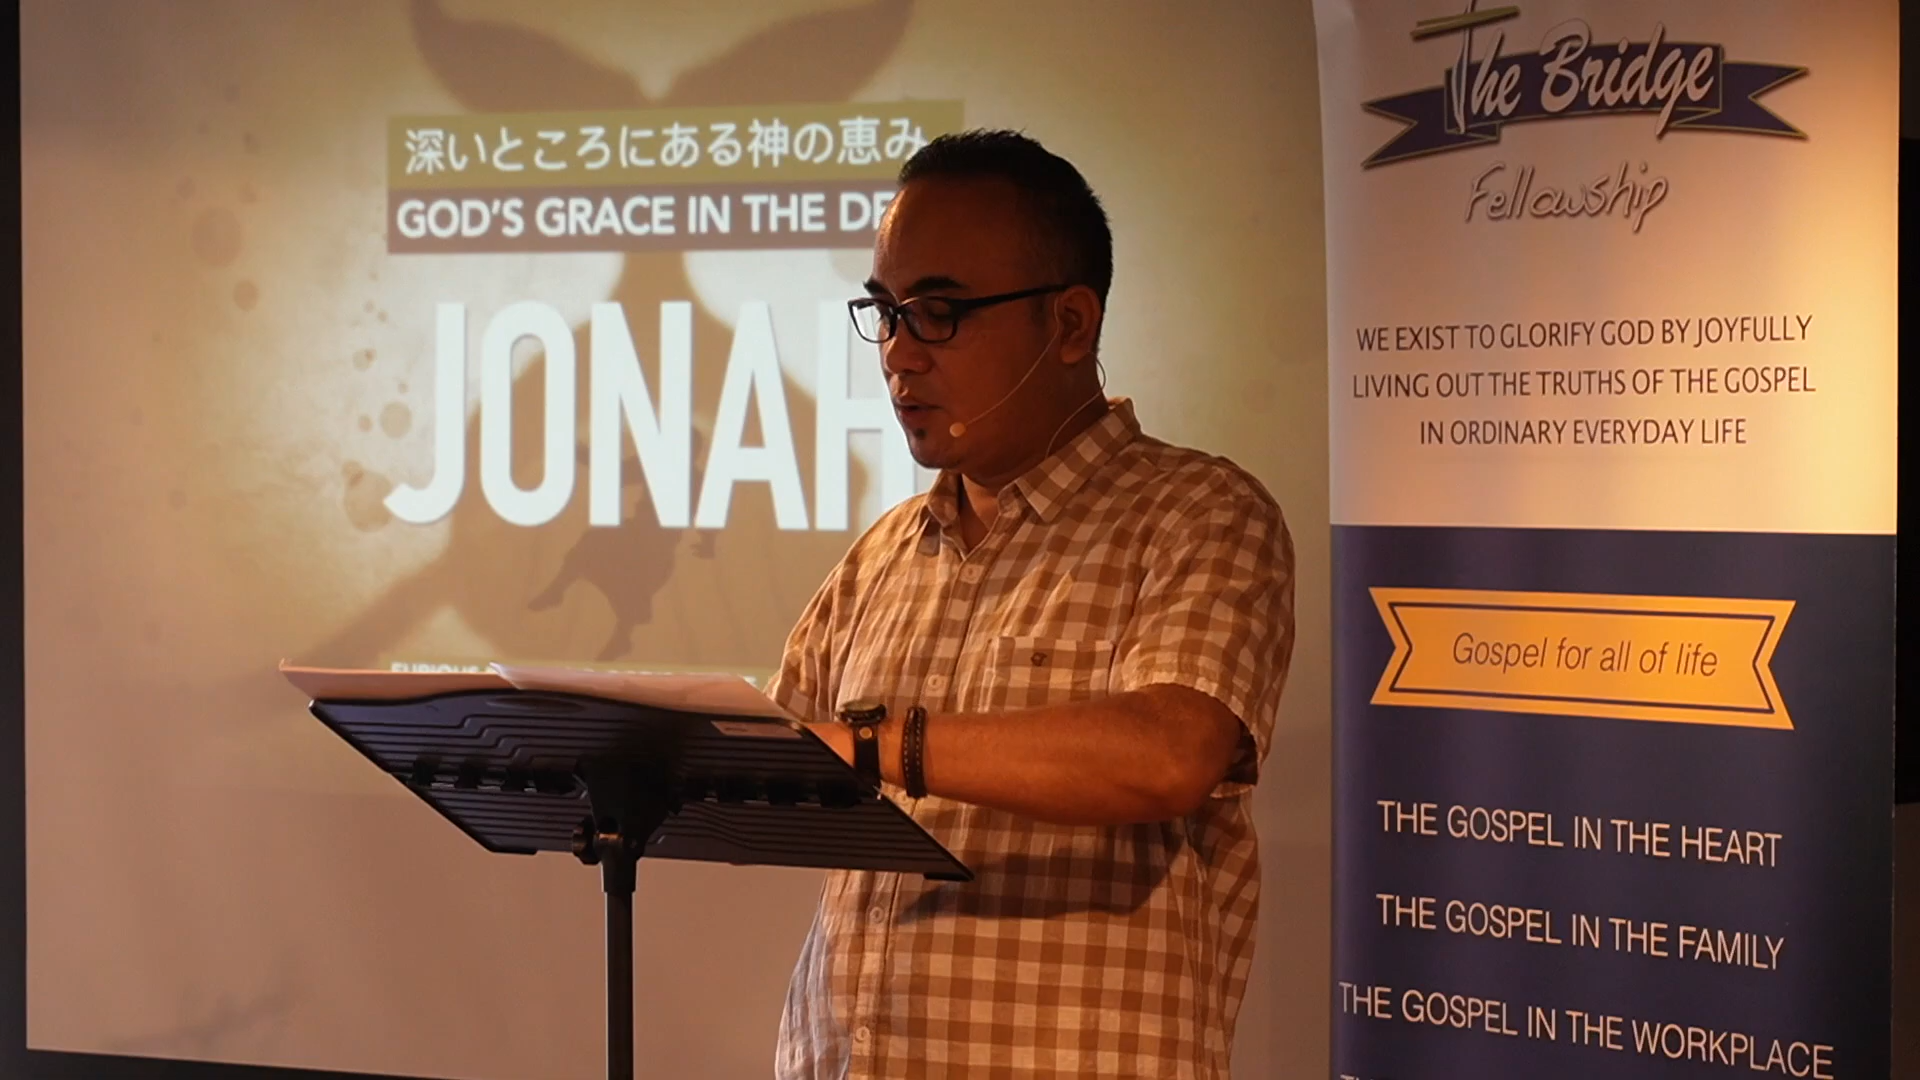 深いところにある神の恵み
GOD'S GRACE IN THE
JONAH
The Bridge
Fellowship
WE EXIST TO GLORIFY GOD BY JOYFULLY
LIVING OUT THE TRUTHS OF THE GOSPEL
IN ORDINARY EVERYDAY LIFE
Gospel for all of life
THE GOSPEL IN THE HEART
THE GOSPEL IN THE FAMILY
THE GOSPEL IN THE WORKPLACE